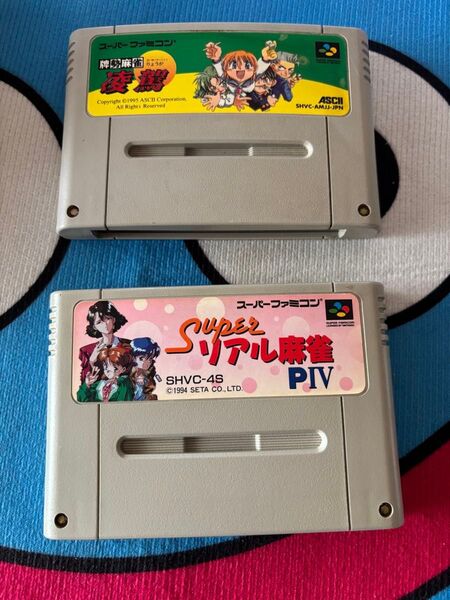 スーパーファミコン
牌勢麻雀
りょうが
凌駕
Copyright ©1995 ASCII Corporation,
All Rights Reserved
ASCII
SHVC-AMJJ-JPN
スーパーファミコン
Super
リアル麻雀
PIV
SHVC-4S
©1994 SETA CO., LTD.